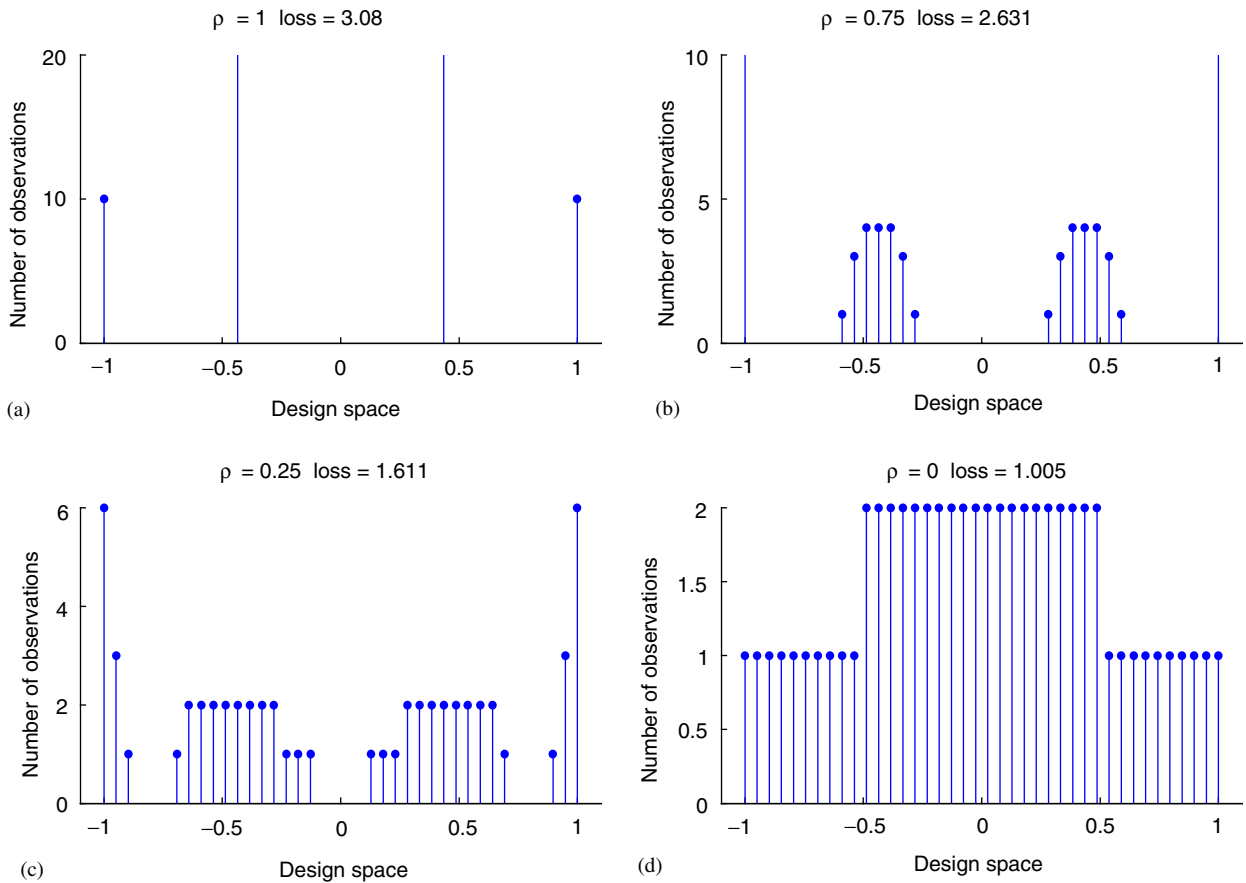 ρ = 1 loss = 3.08
20
10
0
Number of observations
−1
−0.5
0
0.5
1
Design space
(a)
ρ = 0.75 loss = 2.631
10
5
0
Number of observations
−1
−0.5
0
0.5
1
Design space
(b)
ρ = 0.25 loss = 1.611
6
4
2
0
Number of observations
−1
−0.5
0
0.5
1
Design space
(c)
ρ = 0 loss = 1.005
2
1.5
1
0.5
0
Number of observations
−1
−0.5
0
0.5
1
Design space
(d)